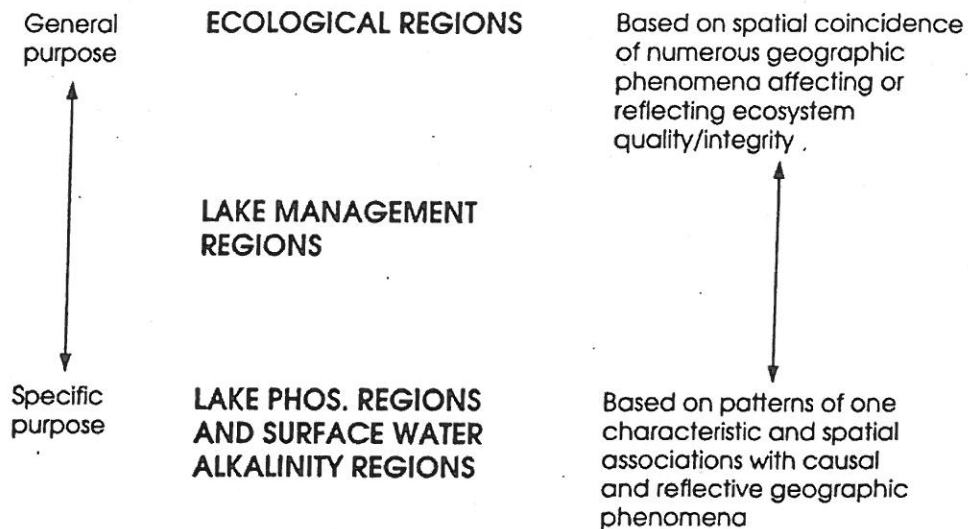 General
purpose
ECOLOGICAL REGIONS
Based on spatial coincidence
of numerous geographic
phenomena affecting or
reflecting ecosystem
quality/integrity
LAKE MANAGEMENT
REGIONS
Specific
purpose
LAKE PHOS. REGIONS
AND SURFACE WATER
ALKALINITY REGIONS
Based on patterns of one
characteristic and spatial
associations with causal
and reflective geographic
phenomena